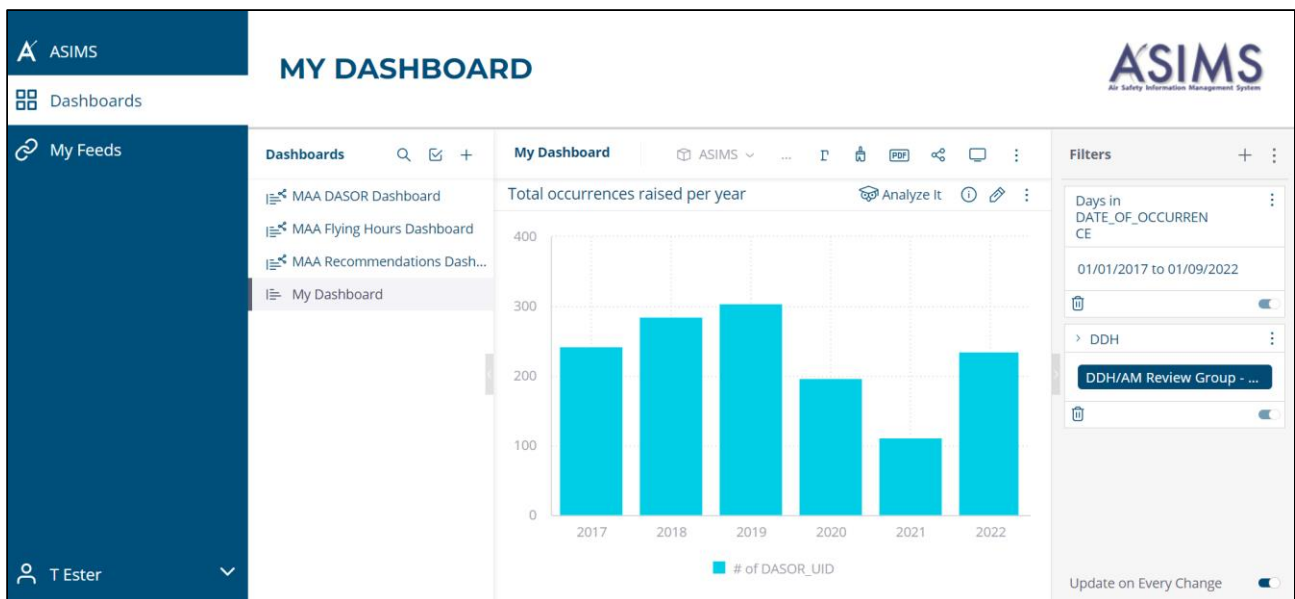 ASIMS
Dashboards
My Feeds
T Ester
MY DASHBOARD
ASIMS
Air Safety Information Management System
Dashboards
MAA DASOR Dashboard
MAA Flying Hours Dashboard
MAA Recommendations Dash...
My Dashboard
My Dashboard
ASIMS
...
PDF
Total occurrences raised per year
Analyze It
400
300
200
100
0
2017 2018 2019 2020 2021 2022
# of DASOR_UID
Filters
Days in
DATE_OF_OCCURREN
CE
01/01/2017 to 01/09/2022
DDH
DDH/AM Review Group - ...
Update on Every Change